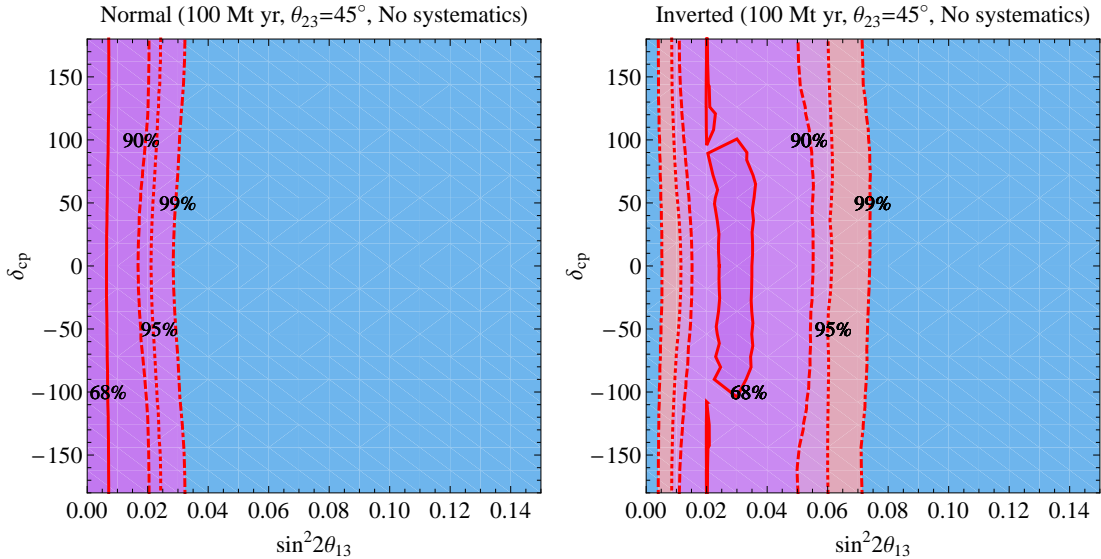 Normal (100 Mt yr, θ23=45°, No systematics)
150
100
50
0
−50
−100
−150
δcp
90%
99%
95%
68%
0.00 0.02 0.04 0.06 0.08 0.10 0.12 0.14
sin²2θ13
Inverted (100 Mt yr, θ23=45°, No systematics)
150
100
50
0
−50
−100
−150
δcp
90%
99%
95%
68%
0.00 0.02 0.04 0.06 0.08 0.10 0.12 0.14
sin²2θ13